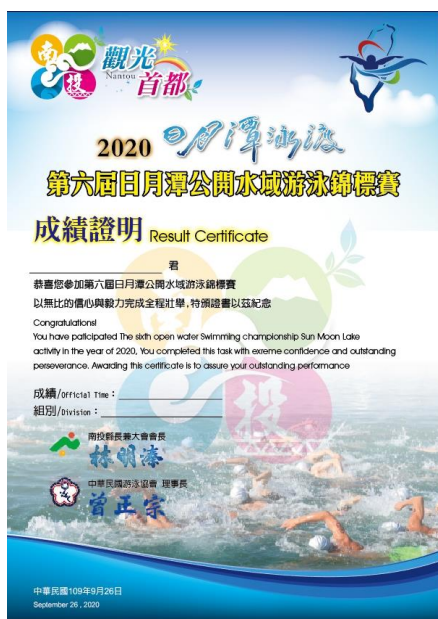 南投
觀光
Nantou
首都
2020 日月潭泳渡
第六屆日月潭公開水域游泳錦標賽
成績證明 Result Certificate
君
恭喜您參加第六屆日月潭公開水域游泳錦標賽
以無比的信心與毅力完成全程壯舉,特頒證書以茲紀念
Congratulations!
You have paticipated The sixth open water Swimming championship Sun Moon Lake
activity in the year of 2020, You completed this task with exreme confidence and outstanding
perseverance. Awarding this certificate is to assure your outstanding performance
成績/Official Time：
組別/Division：
南投縣長兼大會會長
林明溱
中華民國游泳協會 理事長
曾正宗
中華民國109年9月26日
September 26 , 2020
南
投